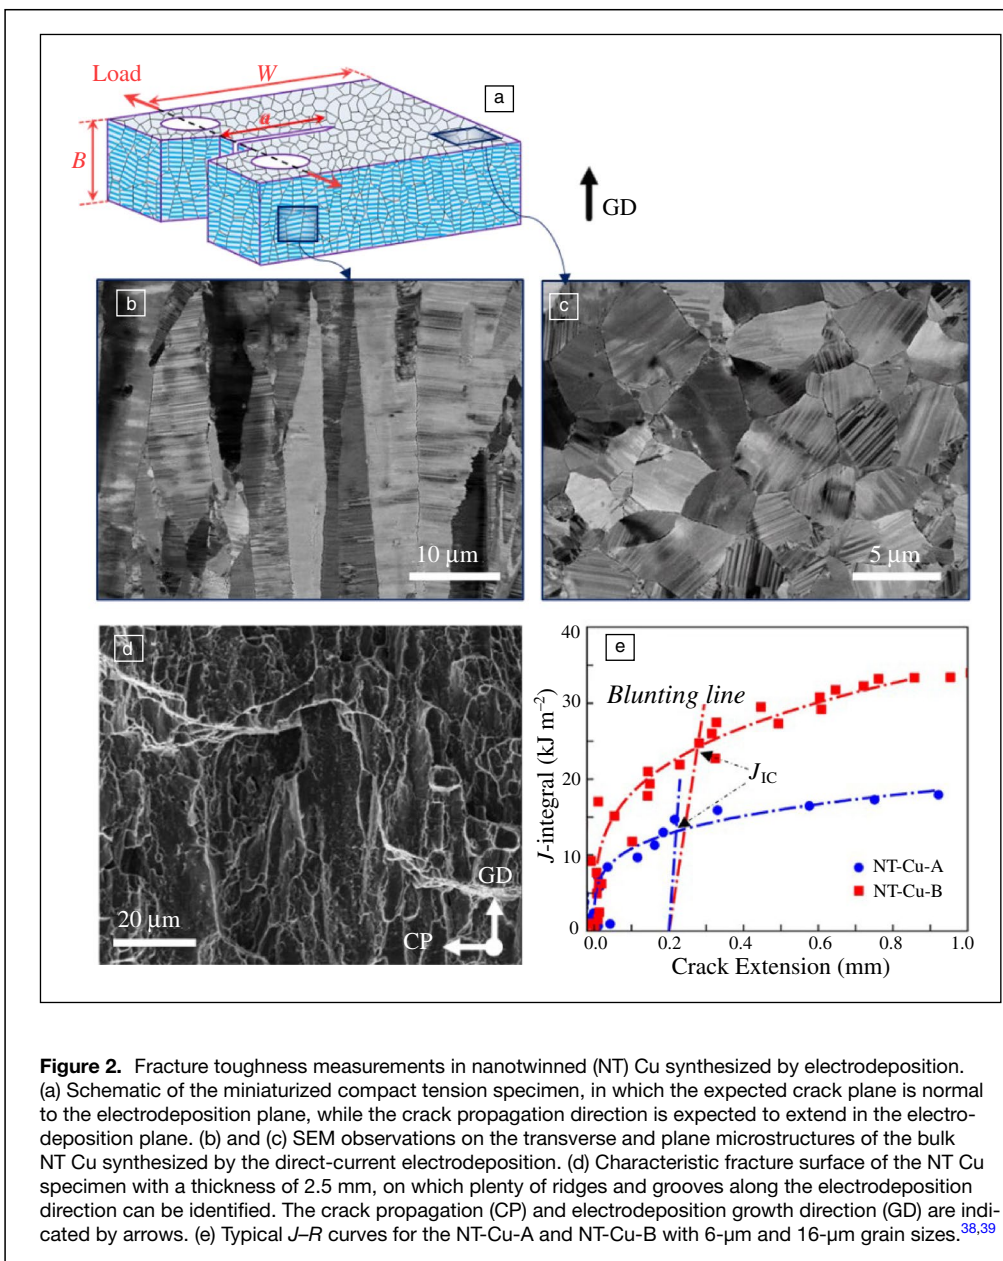 Load
W
a
a
B
GD
b
c
10 μm
5 μm
d
GD
20 μm
CP
e
40
30
20
10
0
J-integral (kJ m⁻²)
Blunting line
J_IC
NT-Cu-A
NT-Cu-B
0.0 0.2 0.4 0.6 0.8 1.0
Crack Extension (mm)
Figure 2. Fracture toughness measurements in nanotwinned (NT) Cu synthesized by electrodeposition.
(a) Schematic of the miniaturized compact tension specimen, in which the expected crack plane is normal
to the electrodeposition plane, while the crack propagation direction is expected to extend in the electro-
deposition plane. (b) and (c) SEM observations on the transverse and plane microstructures of the bulk
NT Cu synthesized by the direct-current electrodeposition. (d) Characteristic fracture surface of the NT Cu
specimen with a thickness of 2.5 mm, on which plenty of ridges and grooves along the electrodeposition
direction can be identified. The crack propagation (CP) and electrodeposition growth direction (GD) are indi-
cated by arrows. (e) Typical J–R curves for the NT-Cu-A and NT-Cu-B with 6-μm and 16-μm grain sizes.38,39